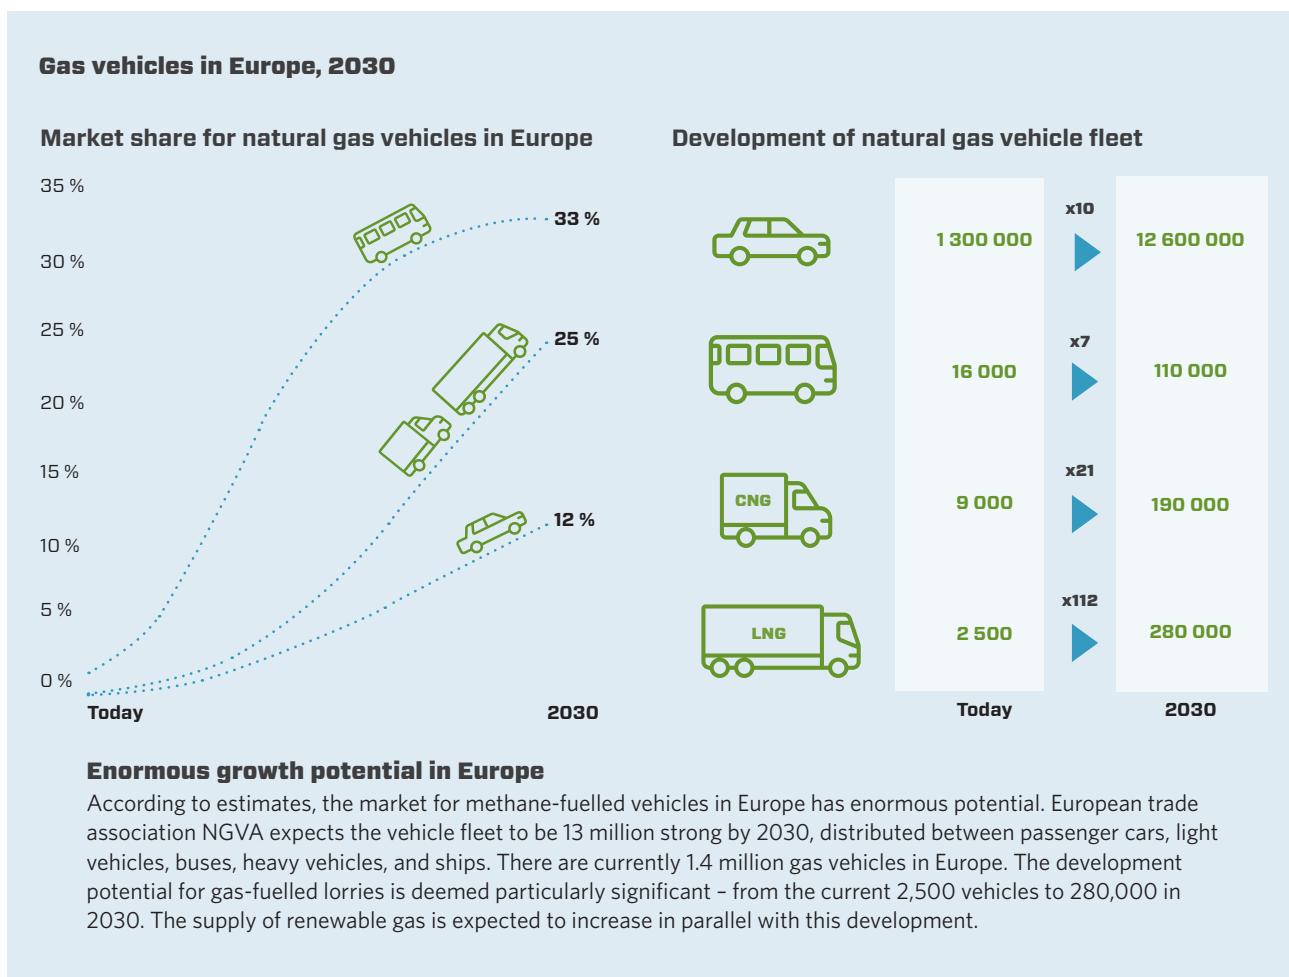 Gas vehicles in Europe, 2030
Market share for natural gas vehicles in Europe
35 %
30 %
25 %
20 %
15 %
10 %
5 %
0 %
33 %
25 %
12 %
Today
2030
Development of natural gas vehicle fleet
1 300 000
x10
12 600 000
16 000
x7
110 000
CNG
9 000
x21
190 000
LNG
2 500
x112
280 000
Today
2030
Enormous growth potential in Europe
According to estimates, the market for methane-fuelled vehicles in Europe has enormous potential. European trade
association NGVA expects the vehicle fleet to be 13 million strong by 2030, distributed between passenger cars, light
vehicles, buses, heavy vehicles, and ships. There are currently 1.4 million gas vehicles in Europe. The development
potential for gas-fuelled lorries is deemed particularly significant – from the current 2,500 vehicles to 280,000 in
2030. The supply of renewable gas is expected to increase in parallel with this development.